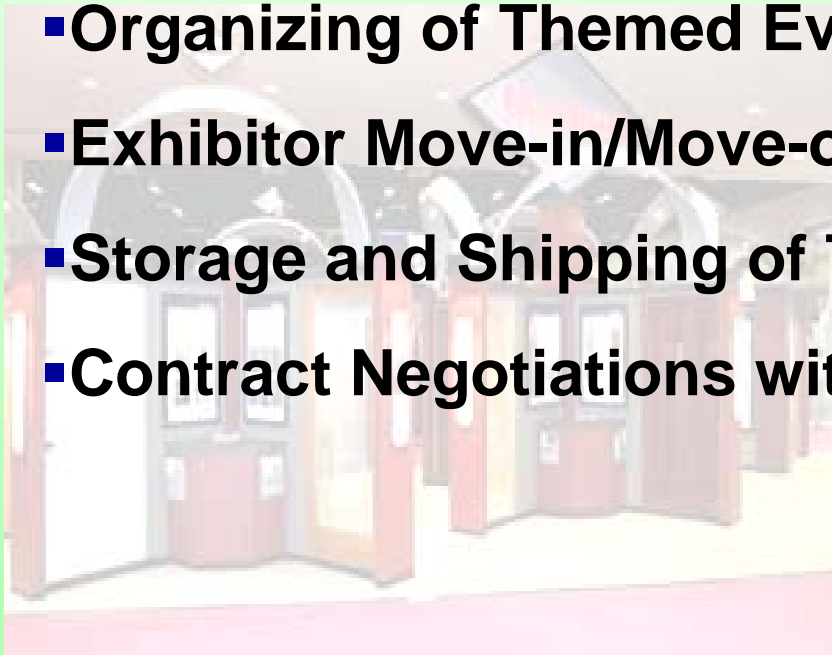 ▪Organizing of Themed Ev
▪Exhibitor Move-in/Move-o
▪Storage and Shipping of T
▪Contract Negotiations wit